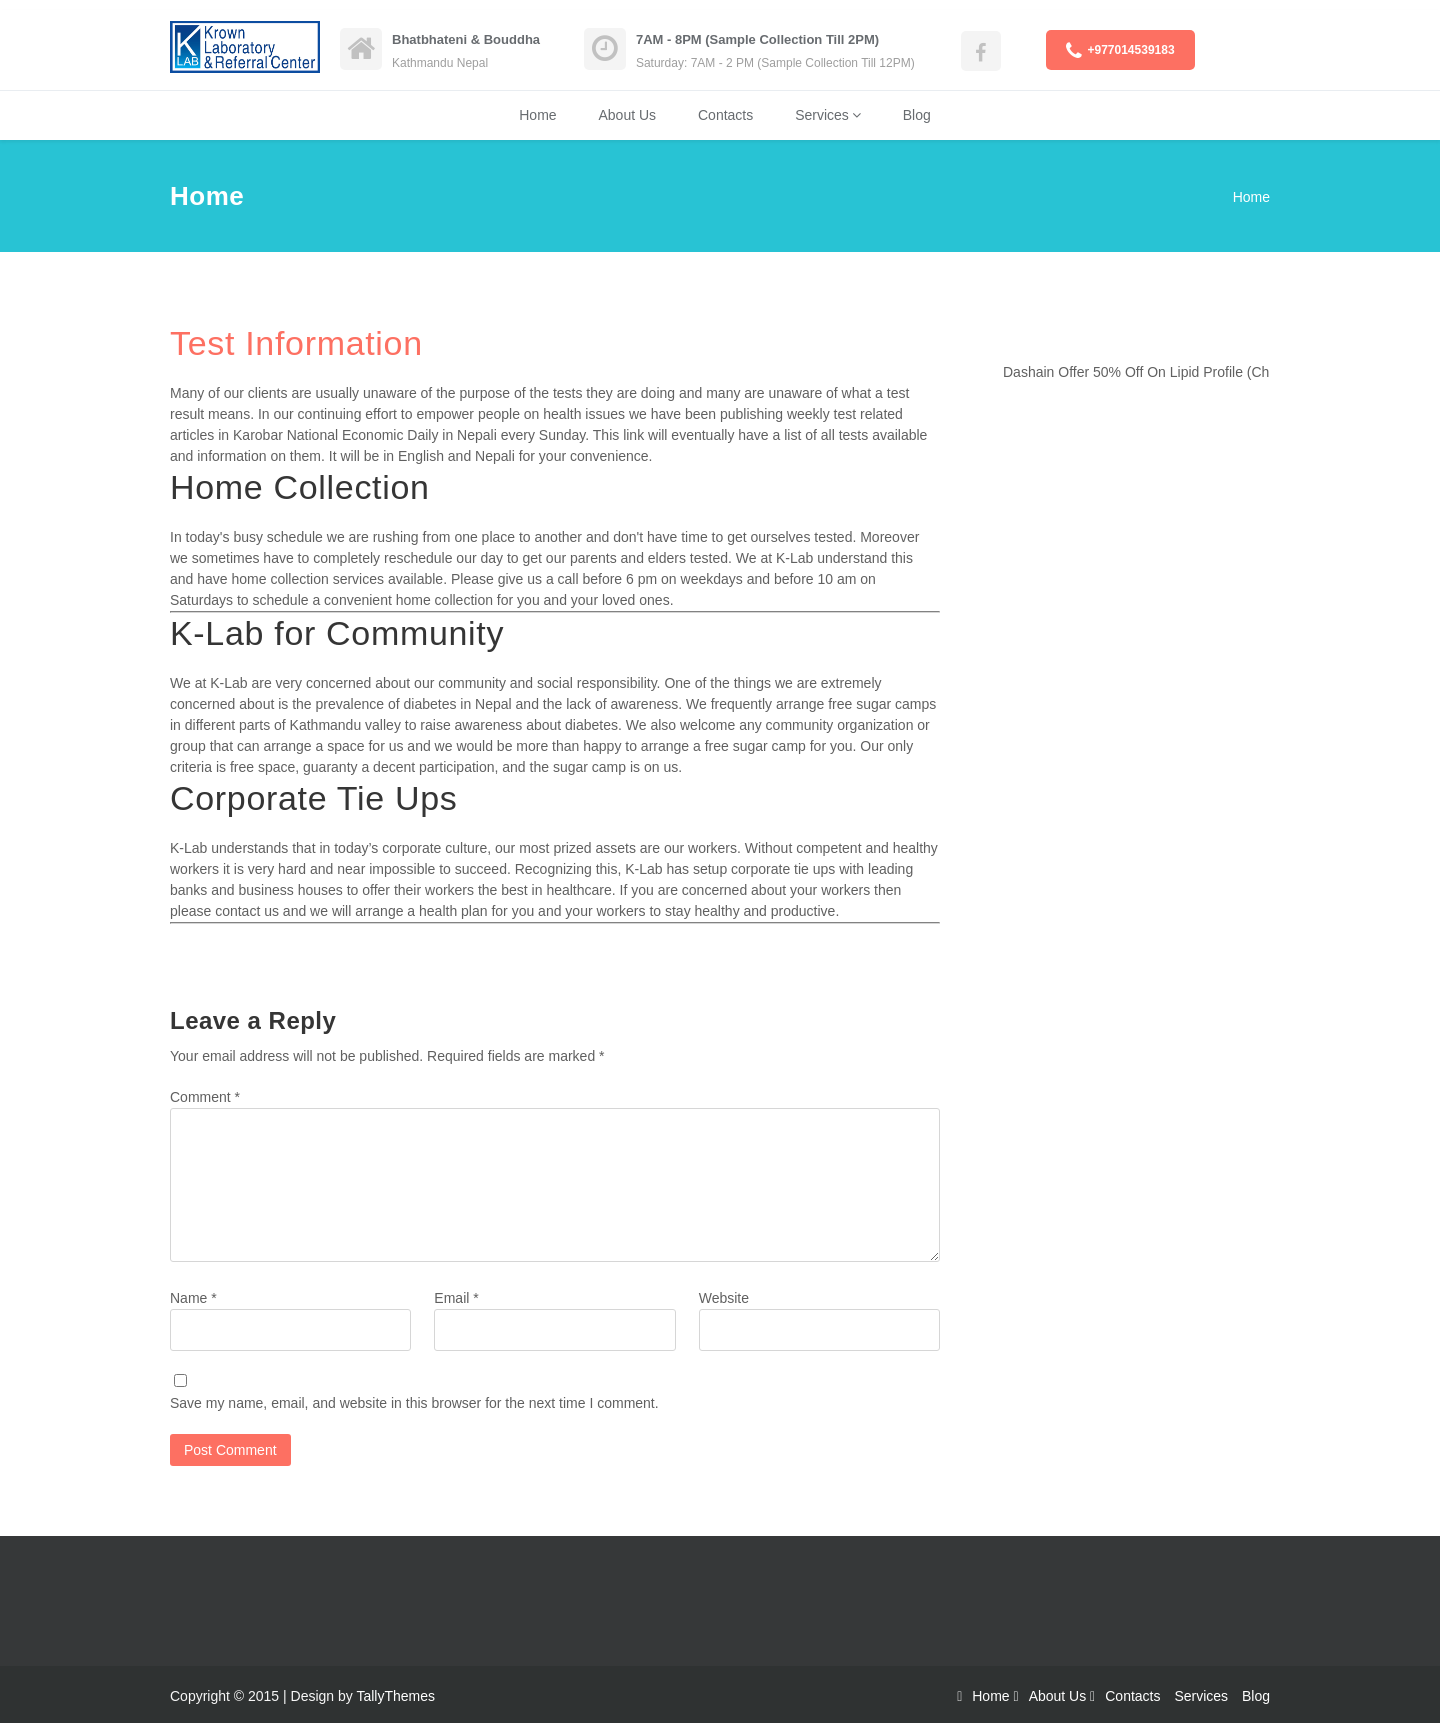 K
LAB
Krown
Laboratory
& Referral Center
Bhatbhateni & Bouddha
Kathmandu Nepal
7AM - 8PM (Sample Collection Till 2PM)
Saturday: 7AM - 2 PM (Sample Collection Till 12PM)
+977014539183
Home About Us Contacts Services Blog
Home
Home
Test Information
Many of our clients are usually unaware of the purpose of the tests they are doing and many are unaware of what a test
result means. In our continuing effort to empower people on health issues we have been publishing weekly test related
articles in Karobar National Economic Daily in Nepali every Sunday. This link will eventually have a list of all tests available
and information on them. It will be in English and Nepali for your convenience.
Dashain Offer 50% Off On Lipid Profile (Ch
Home Collection
In today's busy schedule we are rushing from one place to another and don't have time to get ourselves tested. Moreover
we sometimes have to completely reschedule our day to get our parents and elders tested. We at K-Lab understand this
and have home collection services available. Please give us a call before 6 pm on weekdays and before 10 am on
Saturdays to schedule a convenient home collection for you and your loved ones.
K-Lab for Community
We at K-Lab are very concerned about our community and social responsibility. One of the things we are extremely
concerned about is the prevalence of diabetes in Nepal and the lack of awareness. We frequently arrange free sugar camps
in different parts of Kathmandu valley to raise awareness about diabetes. We also welcome any community organization or
group that can arrange a space for us and we would be more than happy to arrange a free sugar camp for you. Our only
criteria is free space, guaranty a decent participation, and the sugar camp is on us.
Corporate Tie Ups
K-Lab understands that in today’s corporate culture, our most prized assets are our workers. Without competent and healthy
workers it is very hard and near impossible to succeed. Recognizing this, K-Lab has setup corporate tie ups with leading
banks and business houses to offer their workers the best in healthcare. If you are concerned about your workers then
please contact us and we will arrange a health plan for you and your workers to stay healthy and productive.
Leave a Reply
Your email address will not be published. Required fields are marked *
Comment *
Name * Email * Website
Save my name, email, and website in this browser for the next time I comment.
Post Comment
Copyright © 2015 | Design by TallyThemes
Home About Us Contacts Services Blog